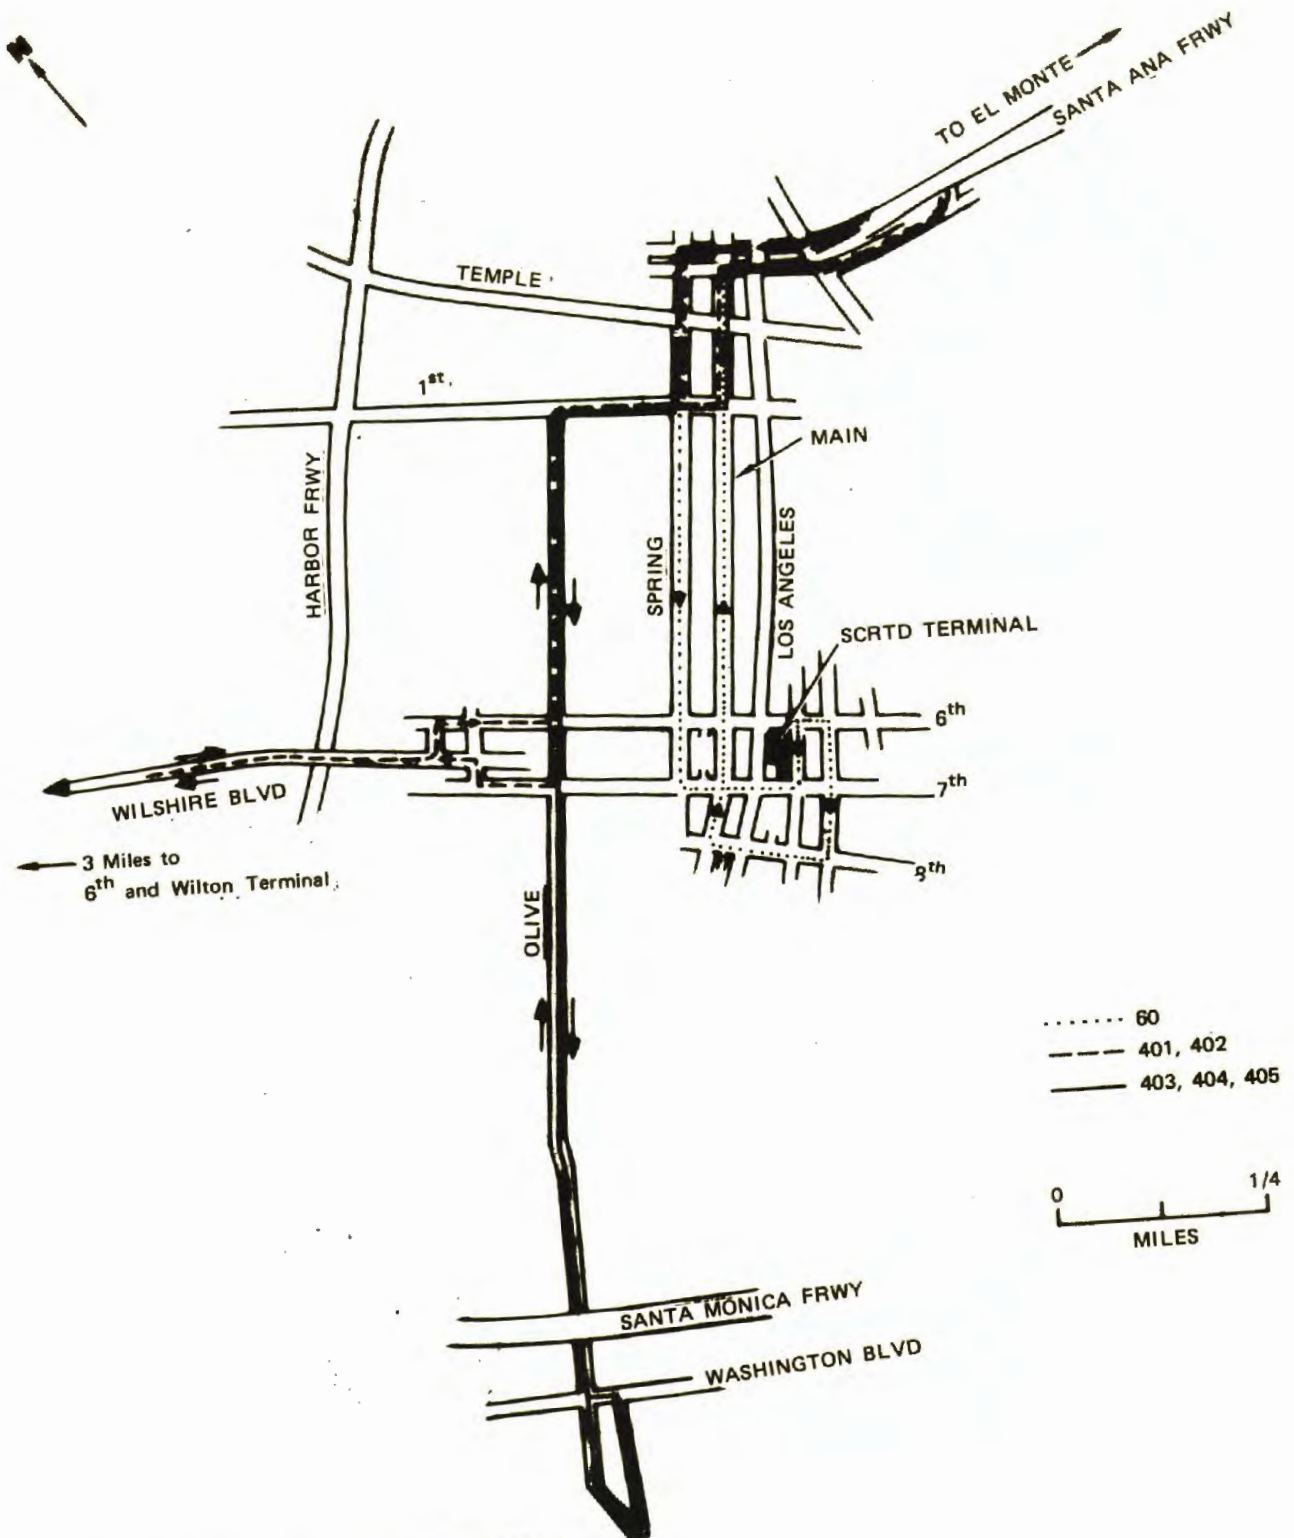 N
TO EL MONTE
SANTA ANA FRWY
TEMPLE
1st
MAIN
HARBOR FRWY
SPRING
LOS ANGELES
SCRTD TERMINAL
6th
7th
WILSHIRE BLVD
8th
3 Miles to
6th and Wilton Terminal
OLIVE
60
401, 402
403, 404, 405
0 1/4
MILES
SANTA MONICA FRWY
WASHINGTON BLVD